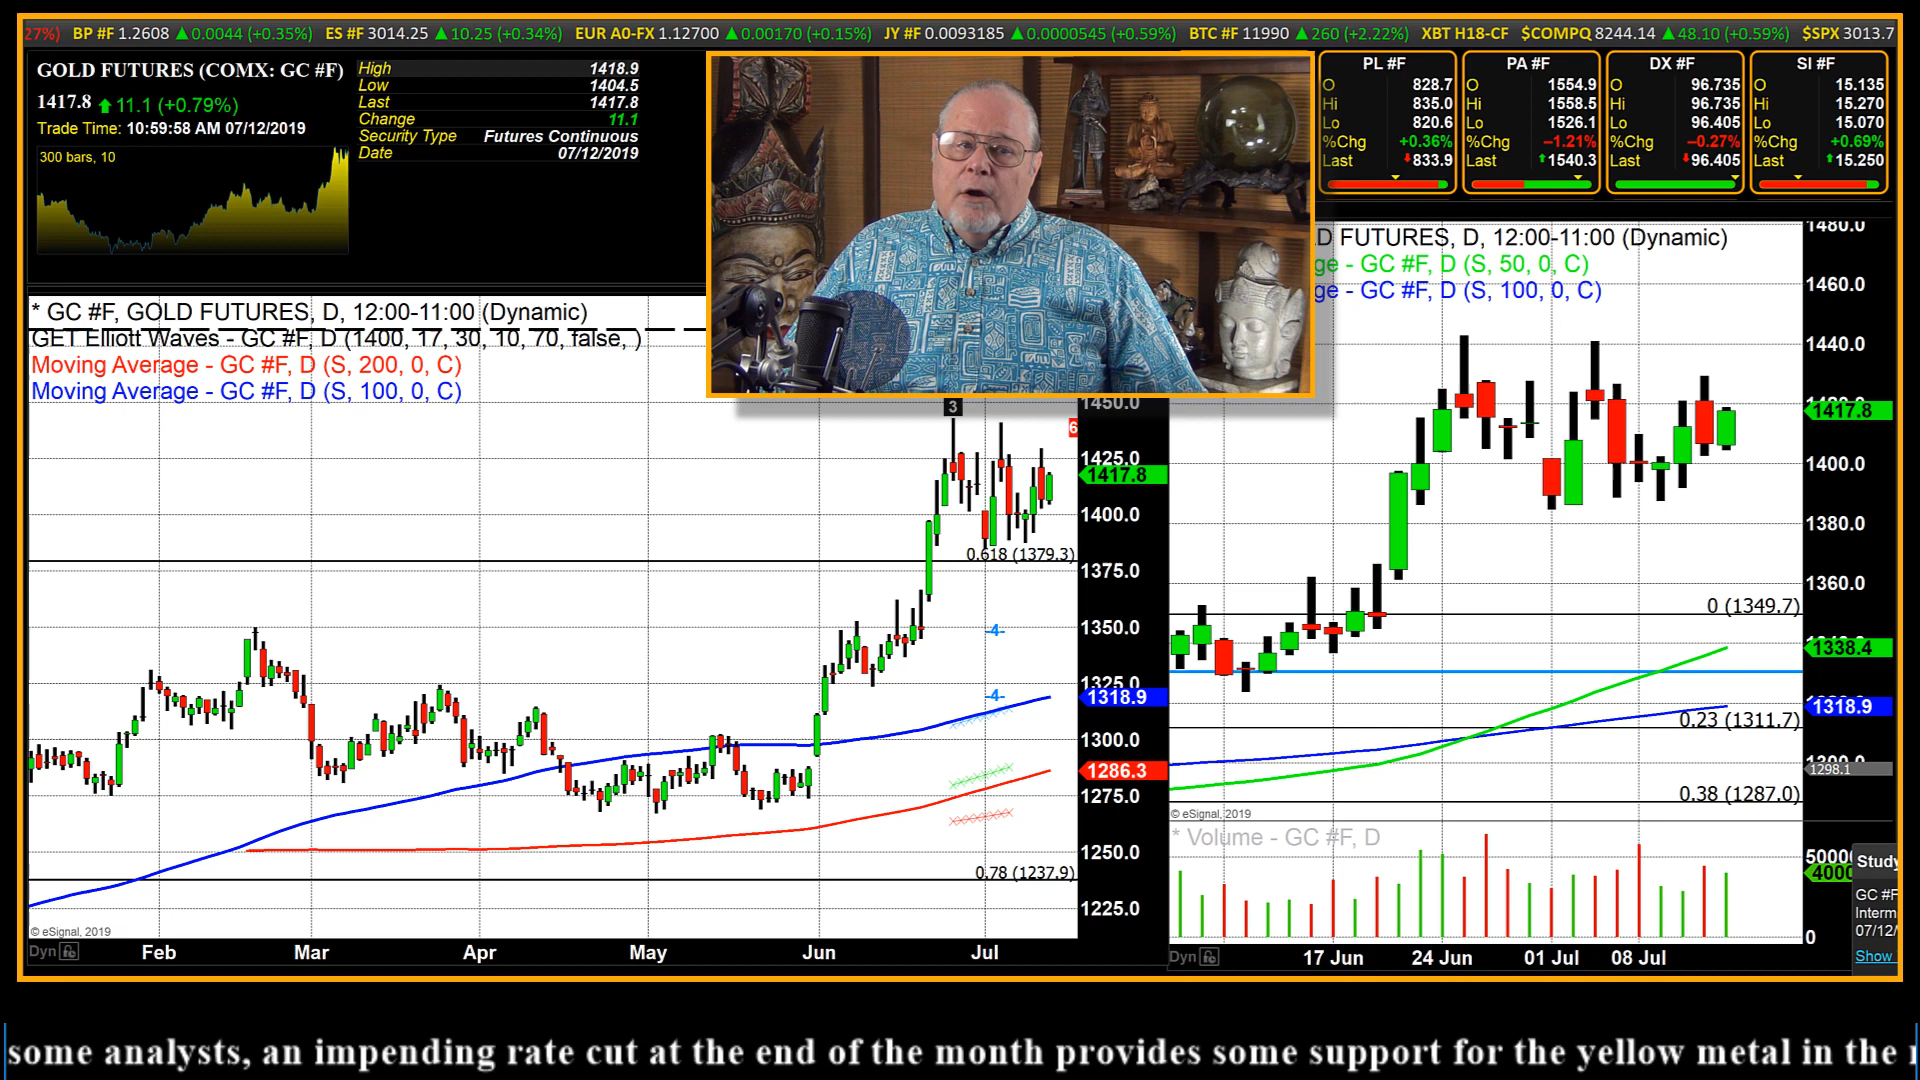 27%) BP #F 1.2608 ▲0.0044 (+0.35%) ES #F 3014.25 ▲10.25 (+0.34%) EUR A0-FX 1.12700 ▲0.00170 (+0.15%) JY #F 0.0093185 ▲0.0000545 (+0.59%) BTC #F 11990 ▲260 (+2.22%) XBT H18-CF $COMPQ 8244.14 ▲48.10 (+0.59%) $SPX 3013.7
GOLD FUTURES (COMX: GC #F)
1417.8 11.1 (+0.79%)
Trade Time: 10:59:58 AM 07/12/2019
300 bars, 10
High 1418.9
Low 1404.5
Last 1417.8
Change 11.1
Security Type Futures Continuous
Date 07/12/2019
PL #F
O 828.7
Hi 835.0
Lo 820.6
%Chg +0.36%
Last 833.9
PA #F
O 1554.9
Hi 1558.5
Lo 1526.1
%Chg −1.21%
Last 1540.3
DX #F
O 96.735
Hi 96.735
Lo 96.405
%Chg −0.27%
Last 96.405
SI #F
O 15.135
Hi 15.270
Lo 15.070
%Chg +0.69%
Last 15.250
* GC #F, GOLD FUTURES, D, 12:00-11:00 (Dynamic)
GET Elliott Waves - GC #F, D (1400, 17, 30, 10, 70, false, )
Moving Average - GC #F, D (S, 200, 0, C)
Moving Average - GC #F, D (S, 100, 0, C)
3
6
1450.0
1425.0
1417.8
1400.0
0.618 (1379.3)
1375.0
1350.0
-4-
1325.0
-4-
1318.9
1300.0
1286.3
1275.0
1250.0
0.78 (1237.9)
1225.0
© eSignal, 2019
Dyn
Feb Mar Apr May Jun Jul
D FUTURES, D, 12:00-11:00 (Dynamic)
ge - GC #F, D (S, 50, 0, C)
ge - GC #F, D (S, 100, 0, C)
1480.0
1460.0
1440.0
1417.8
1400.0
1380.0
1360.0
0 (1349.7)
1338.4
1318.9
0.23 (1311.7)
1298.1
0.38 (1287.0)
© eSignal, 2019
* Volume - GC #F, D
0
Dyn
17 Jun 24 Jun 01 Jul 08 Jul
Study
GC #F
Interm
07/12/
Show
some analysts, an impending rate cut at the end of the month provides some support for the yellow metal in the